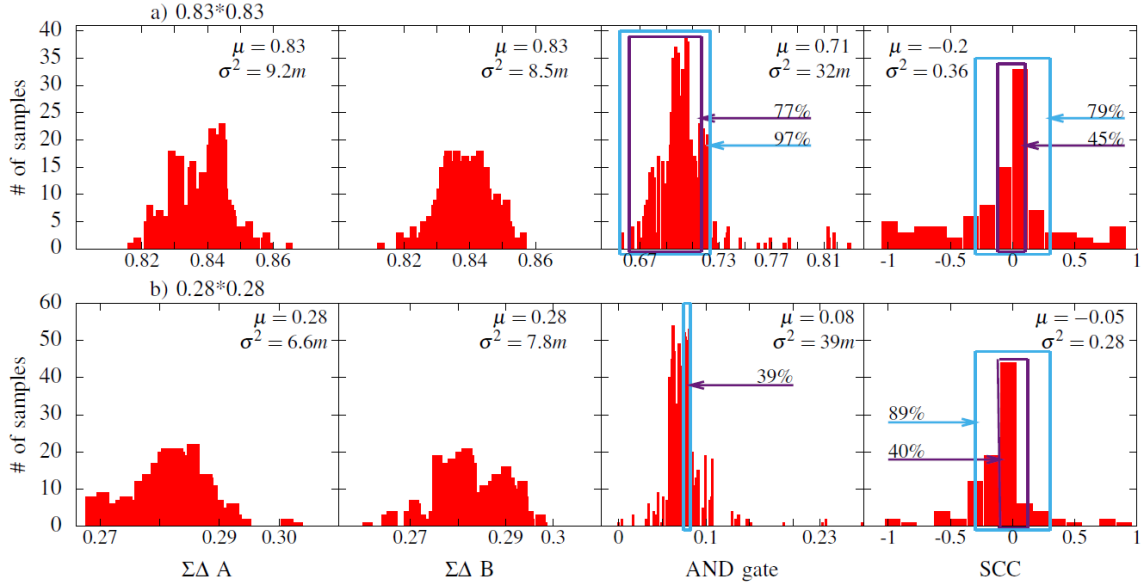 a) 0.83*0.83
# of samples
40
35
30
25
20
15
10
5
0
μ = 0.83
σ² = 9.2m
0.82 0.84 0.86
μ = 0.83
σ² = 8.5m
0.82 0.84 0.86
μ = 0.71
σ² = 32m
77%
97%
0.67 0.73 0.77 0.81
μ = −0.2
σ² = 0.36
79%
45%
-1 -0.5 0 0.5 1
b) 0.28*0.28
# of samples
60
50
40
30
20
10
0
μ = 0.28
σ² = 6.6m
0.27 0.29 0.30
μ = 0.28
σ² = 7.8m
0.27 0.29 0.3
μ = 0.08
σ² = 39m
39%
0 0.1 0.23
μ = −0.05
σ² = 0.28
89%
40%
-1 -0.5 0 0.5 1
ΣΔ A ΣΔ B AND gate SCC